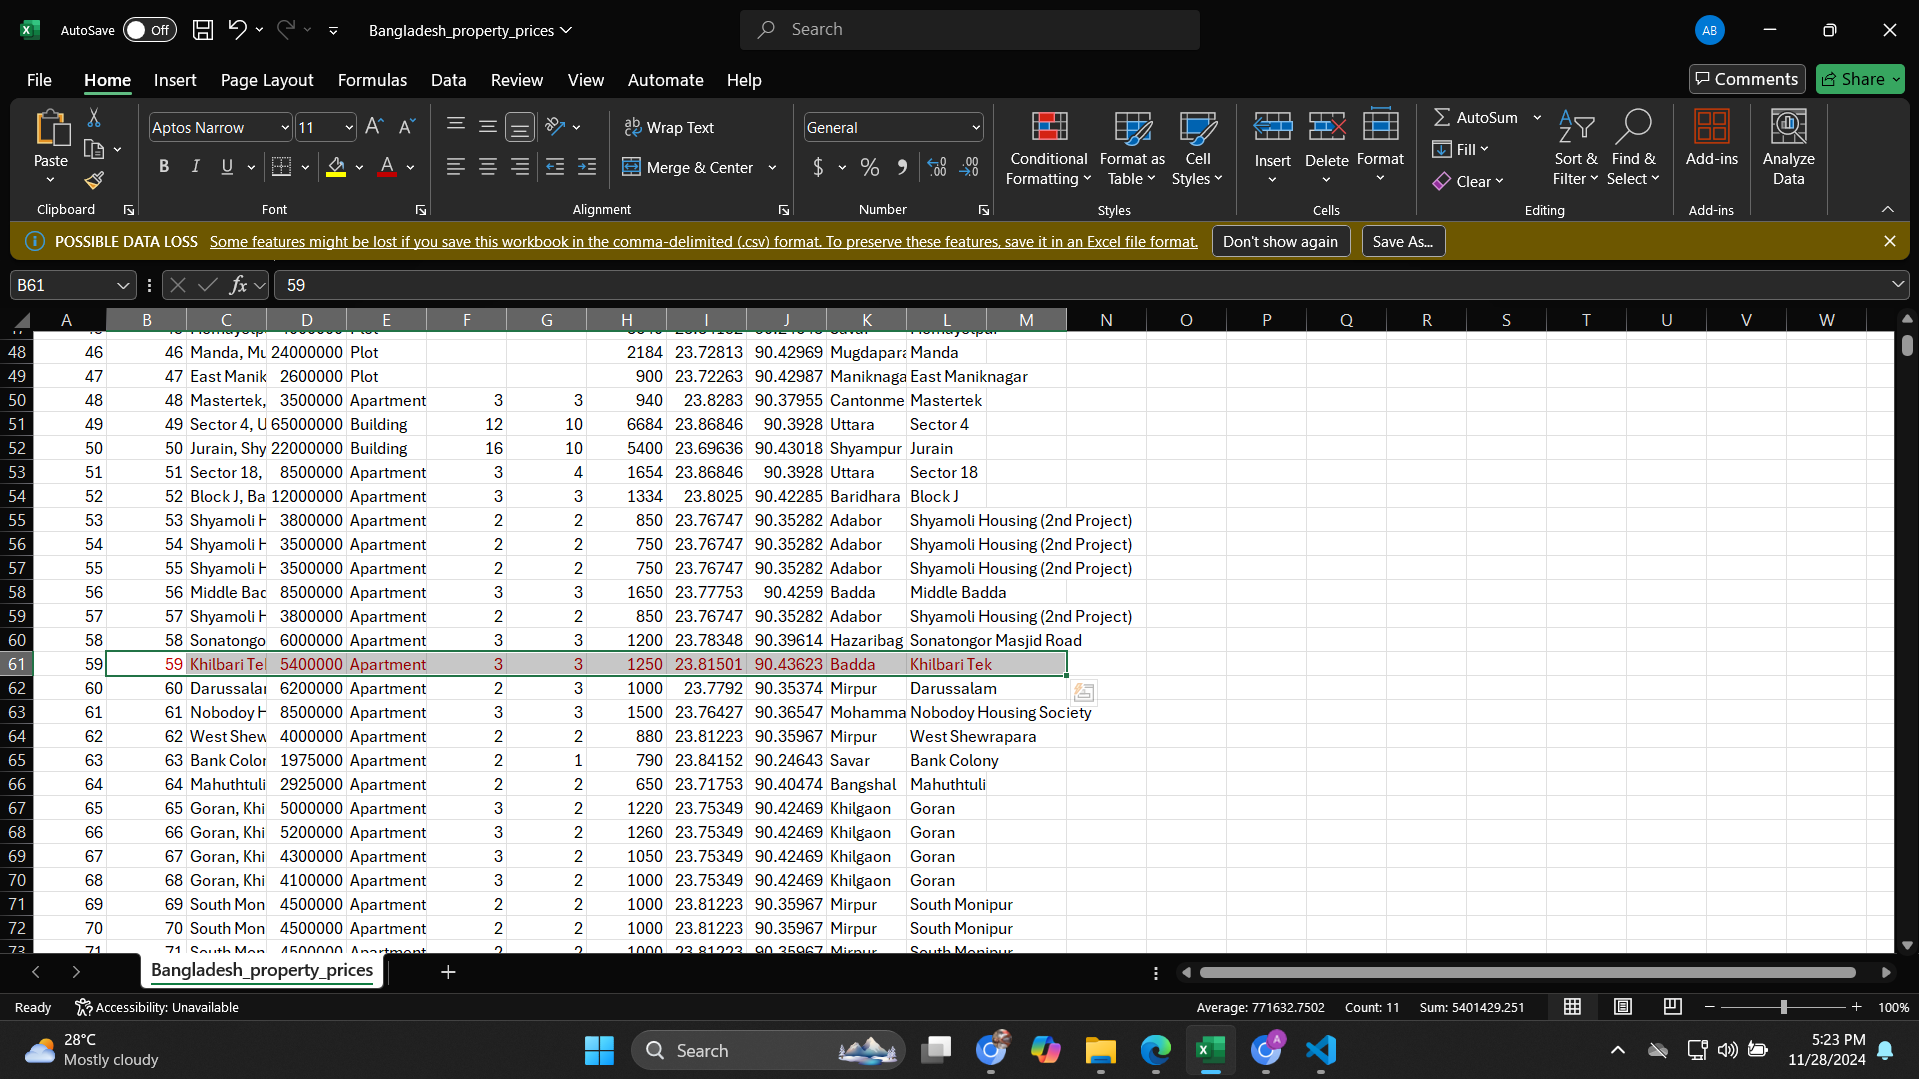 AutoSave Off Bangladesh_property_prices Search AB
File Home Insert Page Layout Formulas Data Review View Automate Help Comments Share
Paste Aptos Narrow 11 Wrap Text General Conditional Formatting Format as Table Cell Styles Insert Delete Format AutoSum Sort & Filter Find & Select Add-ins Analyze Data
B I U Merge & Center $ % Fill Clear
Clipboard Font Alignment Number Styles Cells Editing Add-ins
POSSIBLE DATA LOSS Some features might be lost if you save this workbook in the comma-delimited (.csv) format. To preserve these features, save it in an Excel file format. Don't show again Save As...
B61 fx 59
A B C D E F G H I J K L M N O P Q R S T U V W
48 46 46 Manda, Mu 24000000 Plot 2184 23.72813 90.42969 Mugdapara Manda
49 47 47 East Manik 2600000 Plot 900 23.72263 90.42987 Maniknaga East Maniknagar
50 48 48 Mastertek, 3500000 Apartment 3 3 940 23.8283 90.37955 Cantonme Mastertek
51 49 49 Sector 4, U 65000000 Building 12 10 6684 23.86846 90.3928 Uttara Sector 4
52 50 50 Jurain, Shy 22000000 Building 16 10 5400 23.69636 90.43018 Shyampur Jurain
53 51 51 Sector 18, 8500000 Apartment 3 4 1654 23.86846 90.3928 Uttara Sector 18
54 52 52 Block J, Ba 12000000 Apartment 3 3 1334 23.8025 90.42285 Baridhara Block J
55 53 53 Shyamoli H 3800000 Apartment 2 2 850 23.76747 90.35282 Adabor Shyamoli Housing (2nd Project)
56 54 54 Shyamoli H 3500000 Apartment 2 2 750 23.76747 90.35282 Adabor Shyamoli Housing (2nd Project)
57 55 55 Shyamoli H 3500000 Apartment 2 2 750 23.76747 90.35282 Adabor Shyamoli Housing (2nd Project)
58 56 56 Middle Bad 8500000 Apartment 3 3 1650 23.77753 90.4259 Badda Middle Badda
59 57 57 Shyamoli H 3800000 Apartment 2 2 850 23.76747 90.35282 Adabor Shyamoli Housing (2nd Project)
60 58 58 Sonatongo 6000000 Apartment 3 3 1200 23.78348 90.39614 Hazaribag Sonatongor Masjid Road
61 59 59 Khilbari Tek 5400000 Apartment 3 3 1250 23.81501 90.43623 Badda Khilbari Tek
62 60 60 Darussalam 6200000 Apartment 2 3 1000 23.7792 90.35374 Mirpur Darussalam
63 61 61 Nobodoy H 8500000 Apartment 3 3 1500 23.76427 90.36547 Mohamma Nobodoy Housing Society
64 62 62 West Shew 4000000 Apartment 2 2 880 23.81223 90.35967 Mirpur West Shewrapara
65 63 63 Bank Colon 1975000 Apartment 2 1 790 23.84152 90.24643 Savar Bank Colony
66 64 64 Mahuthtuli 2925000 Apartment 2 2 650 23.71753 90.40474 Bangshal Mahuthtuli
67 65 65 Goran, Khi 5000000 Apartment 3 2 1220 23.75349 90.42469 Khilgaon Goran
68 66 66 Goran, Khi 5200000 Apartment 3 2 1260 23.75349 90.42469 Khilgaon Goran
69 67 67 Goran, Khi 4300000 Apartment 3 2 1050 23.75349 90.42469 Khilgaon Goran
70 68 68 Goran, Khi 4100000 Apartment 3 2 1000 23.75349 90.42469 Khilgaon Goran
71 69 69 South Mon 4500000 Apartment 2 2 1000 23.81223 90.35967 Mirpur South Monipur
72 70 70 South Mon 4500000 Apartment 2 2 1000 23.81223 90.35967 Mirpur South Monipur
73 71 71 South Mon 4500000 Apartment 2 2 1000 23.81223 90.35967 Mirpur South Monipur
Bangladesh_property_prices
Ready Accessibility: Unavailable Average: 771632.7502 Count: 11 Sum: 5401429.251 100%
28°C Mostly cloudy Search 5:23 PM
11/28/2024